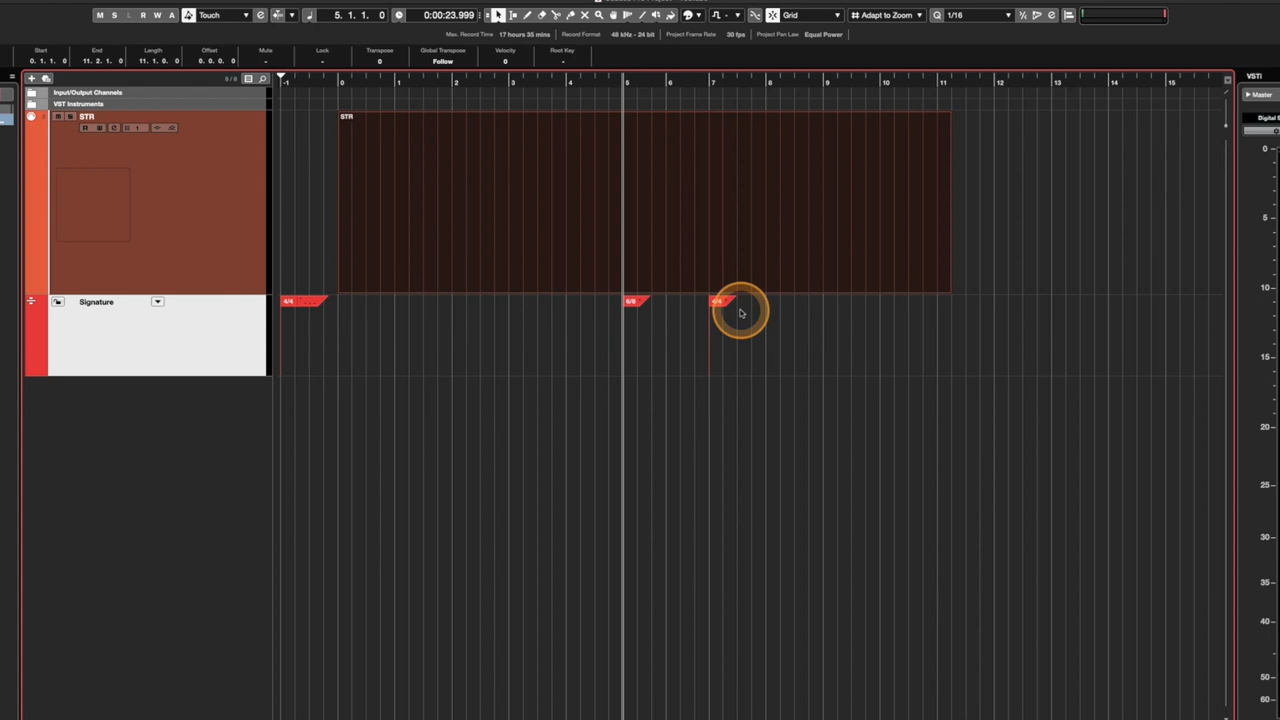 M S L R W A Touch 5. 1. 1. 0 0:00:23.999 Grid Adapt to Zoom 1/16
Max. Record Time 17 hours 35 mins Record Format 48 kHz - 24 bit Project Frame Rate 30 fps Project Pan Law Equal Power
Start End Length Offset Mute Lock Transpose Global Transpose Velocity Root Key
0. 1. 1. 0 11. 2. 1. 0 11. 1. 0. 0 0. 0. 0. 0 - - 0 Follow 0 -
VSTi
-1 0 1 2 3 4 5 6 7 8 9 10 11 12 13 14 15
Input/Output Channels
Master
VST Instruments
STR
STR
Digital
R W 1
0
5
10
Signature
4/4 6/8 4/4
15
20
25
30
35
40
50
60